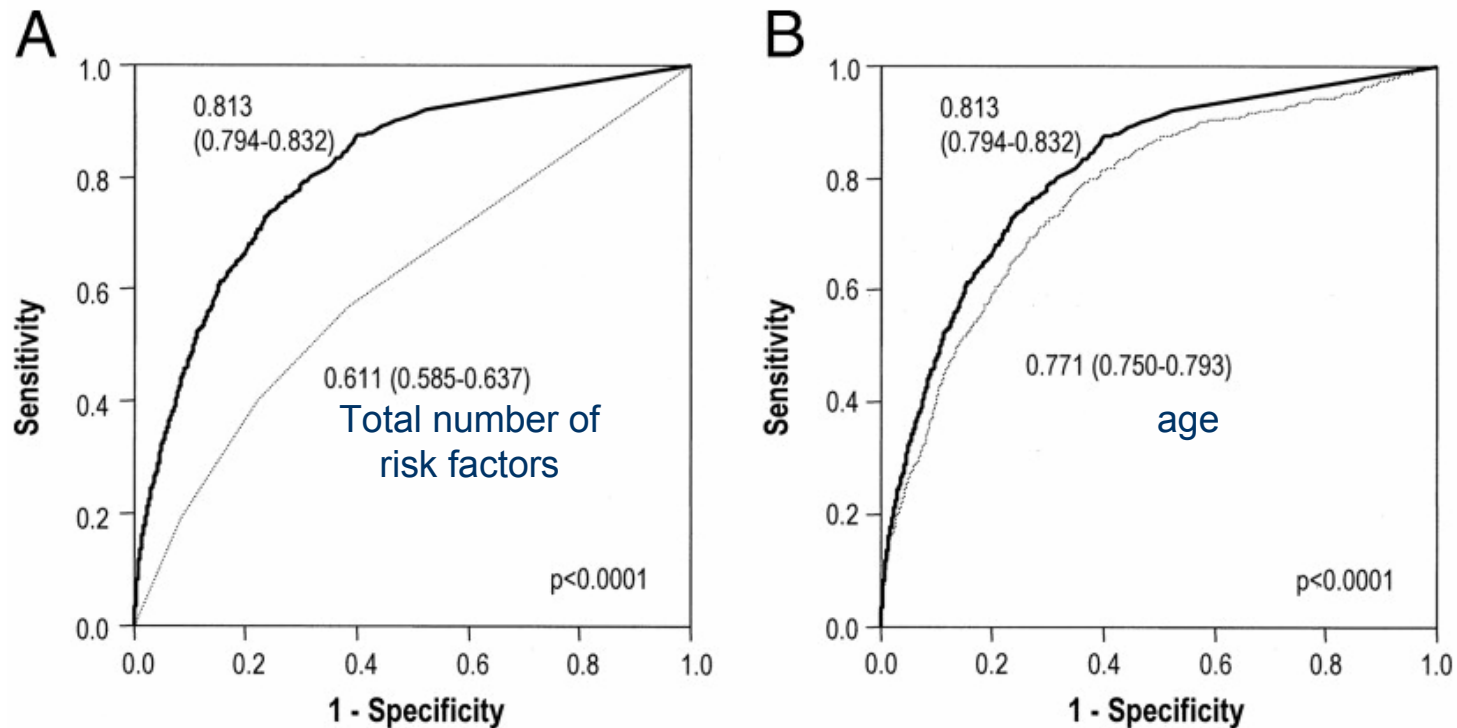 A
1.0
0.8
0.6
0.4
0.2
0.0
Sensitivity
0.813
(0.794-0.832)
0.611 (0.585-0.637)
Total number of
risk factors
p<0.0001
0.0 0.2 0.4 0.6 0.8 1.0
1 - Specificity
B
1.0
0.8
0.6
0.4
0.2
0.0
Sensitivity
0.813
(0.794-0.832)
0.771 (0.750-0.793)
age
p<0.0001
0.0 0.2 0.4 0.6 0.8 1.0
1 - Specificity